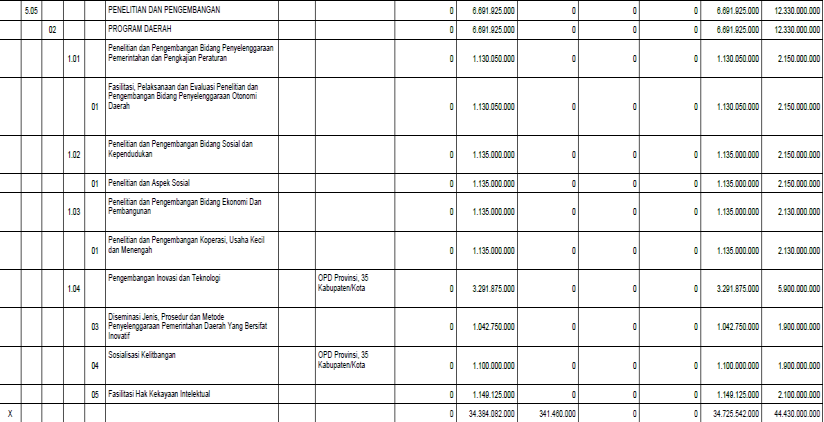 5.05 PENELITIAN DAN PENGEMBANGAN 0 6.691.925.000 0 0 0 6.691.925.000 12.330.000.000
02 PROGRAM DAERAH 0 6.691.925.000 0 0 0 6.691.925.000 12.330.000.000
Penelitian dan Pengembangan Bidang Penyelenggaraan
1.01 Pemerintahan dan Pengkajian Peraturan 0 1.130.050.000 0 0 0 1.130.050.000 2.150.000.000
Fasilitasi, Pelaksanaan dan Evaluasi Penelitian dan
Pengembangan Bidang Penyelenggaraan Otonomi
01 Daerah 0 1.130.050.000 0 0 0 1.130.050.000 2.150.000.000
Penelitian dan Pengembangan Bidang Sosial dan
1.02 Kependudukan 0 1.135.000.000 0 0 0 1.135.000.000 2.150.000.000
01 Penelitian dan Aspek Sosial 0 1.135.000.000 0 0 0 1.135.000.000 2.150.000.000
Penelitian dan Pengembangan Bidang Ekonomi Dan
1.03 Pembangunan 0 1.135.000.000 0 0 0 1.135.000.000 2.130.000.000
Penelitian dan Pengembangan Koperasi, Usaha Kecil
01 dan Menengah 0 1.135.000.000 0 0 0 1.135.000.000 2.130.000.000
Pengembangan Inovasi dan Teknologi OPD Provinsi, 35
1.04 Kabupaten/Kota 0 3.291.875.000 0 0 0 3.291.875.000 5.900.000.000
Diseminasi Jenis, Prosedur dan Metode
03 Penyelenggaraan Pemerintahan Daerah Yang Bersifat 0 1.042.750.000 0 0 0 1.042.750.000 1.900.000.000
Inovatif
Sosialisasi Kelitbangan OPD Provinsi, 35
04 Kabupaten/Kota 0 1.100.000.000 0 0 0 1.100.000.000 1.900.000.000
05 Fasilitasi Hak Kekayaan Intelektual 0 1.149.125.000 0 0 0 1.149.125.000 2.100.000.000
X 0 34.384.082.000 341.460.000 0 0 34.725.542.000 44.430.000.000